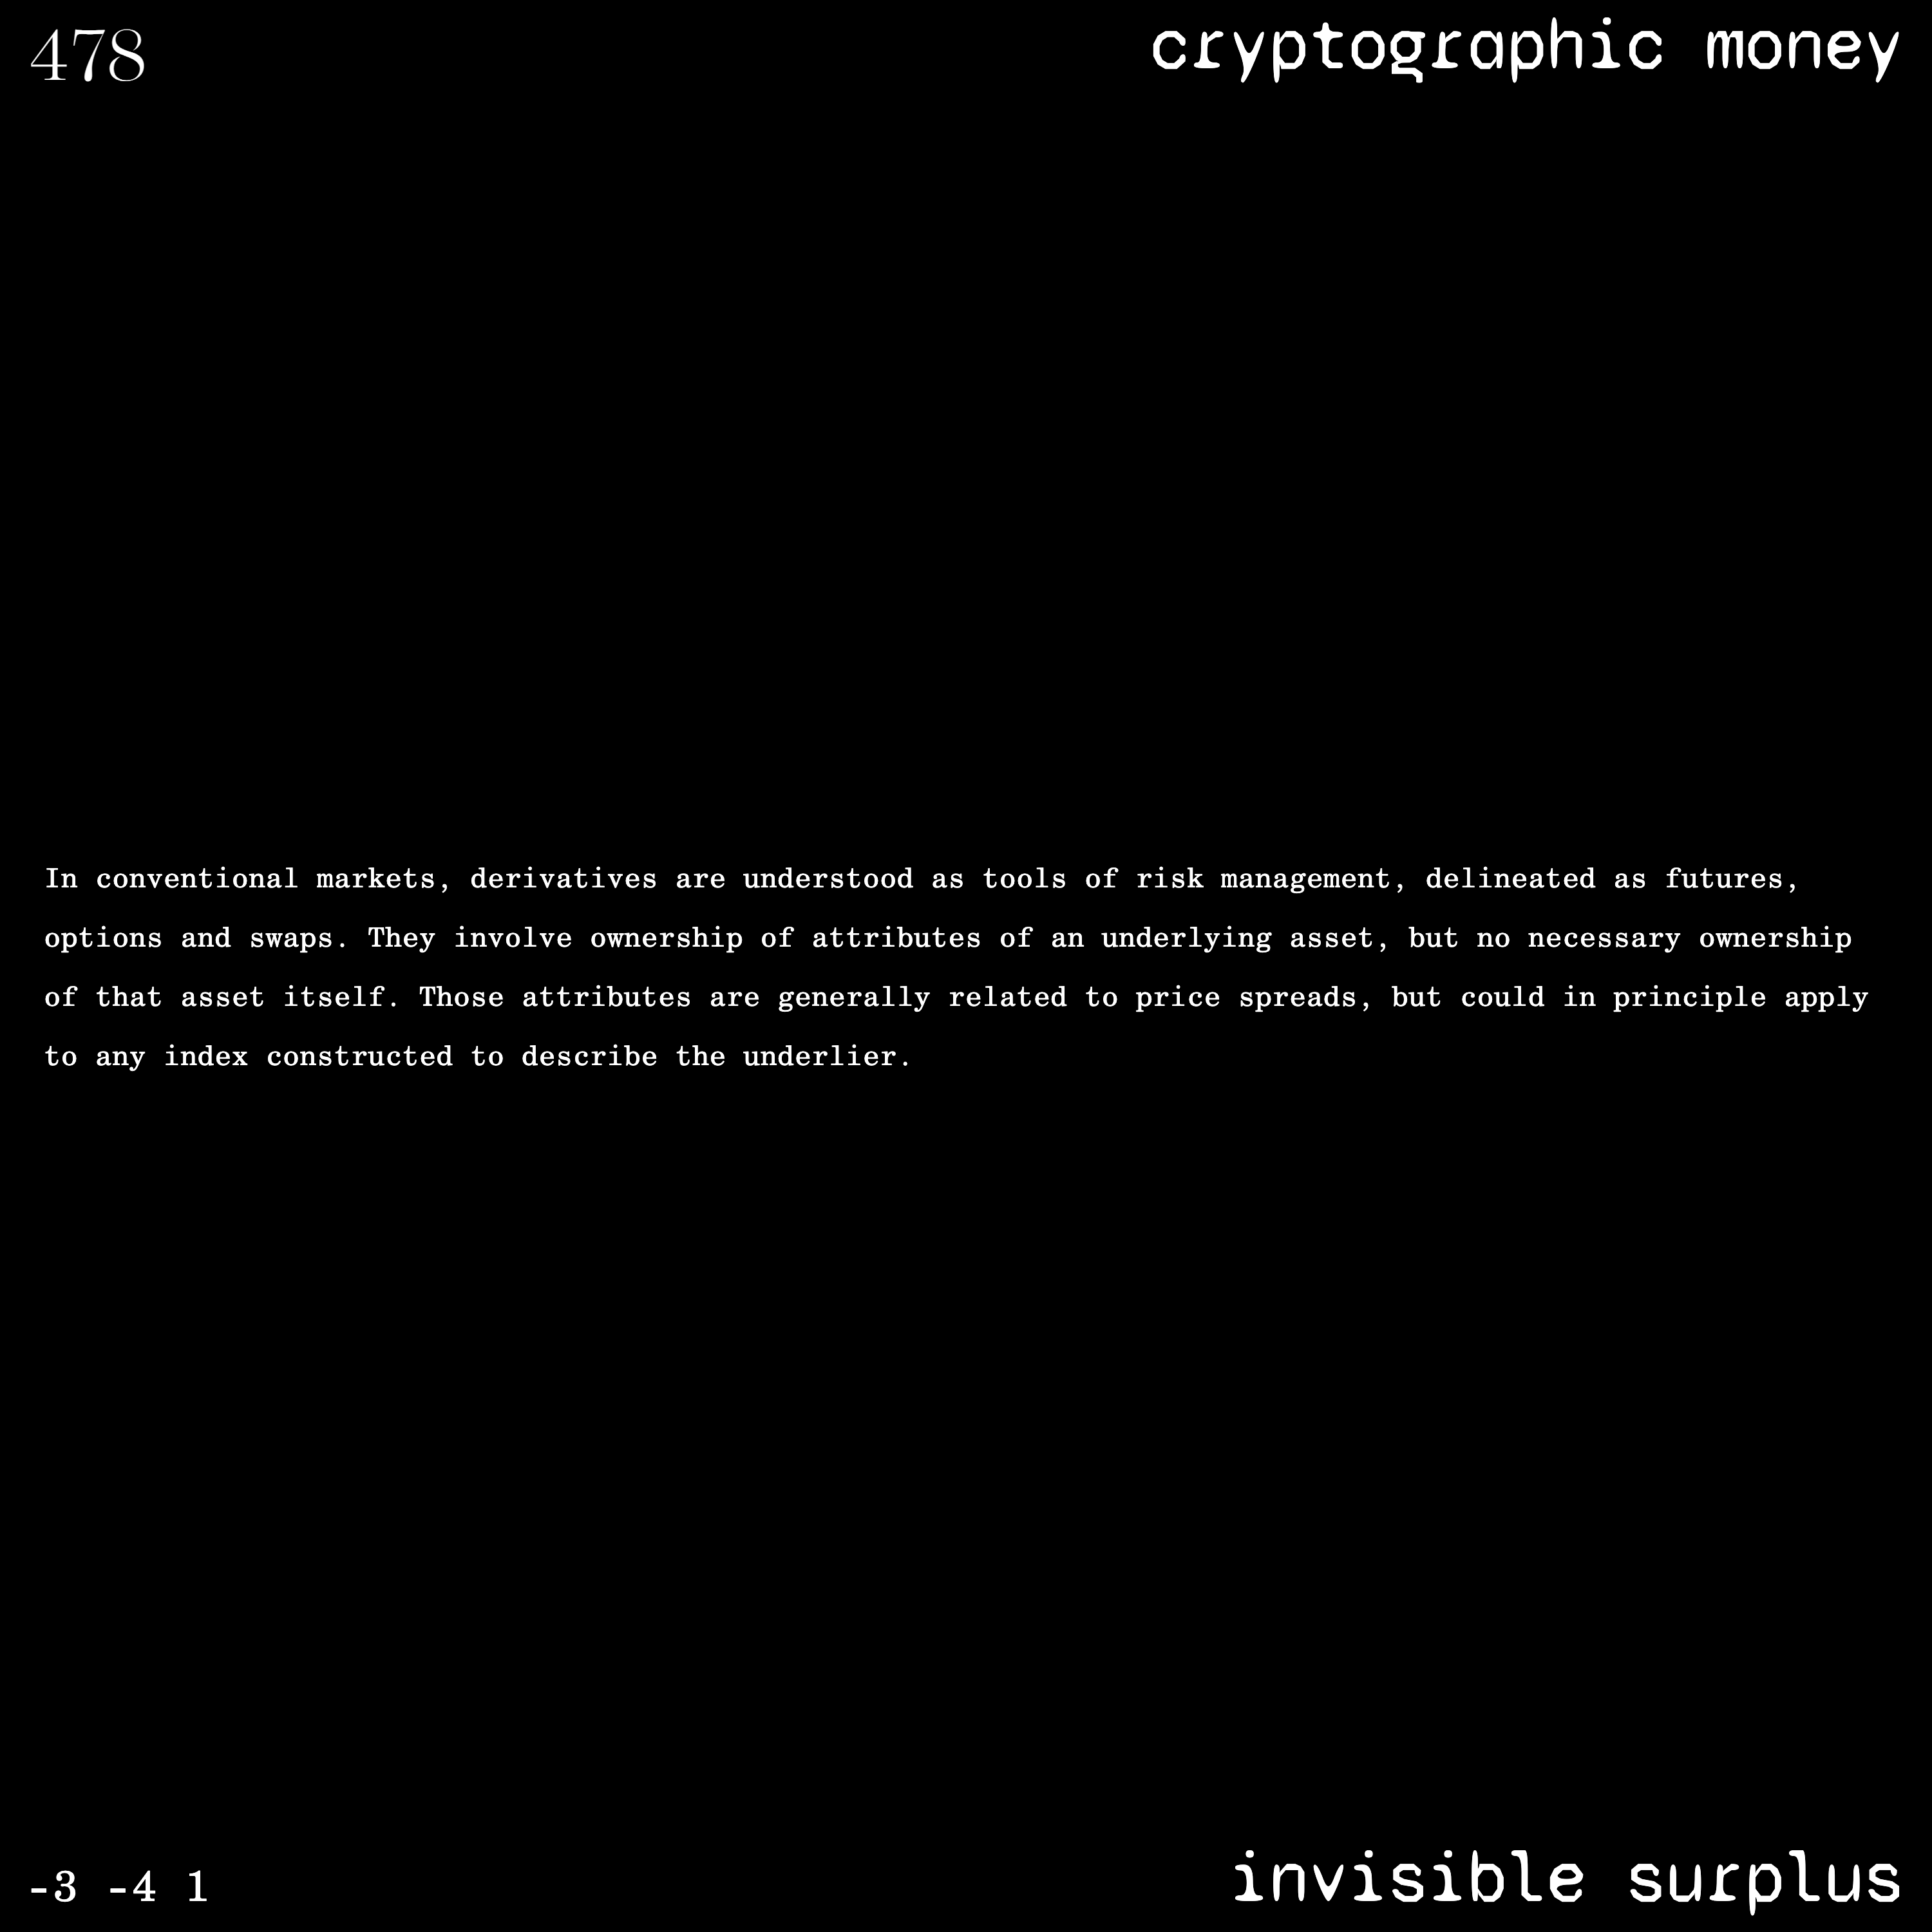 478
cryptographic money
In conventional markets, derivatives are understood as tools of risk management, delineated as futures,
options and swaps. They involve ownership of attributes of an underlying asset, but no necessary ownership
of that asset itself. Those attributes are generally related to price spreads, but could in principle apply
to any index constructed to describe the underlier.
-3 -4 1
invisible surplus